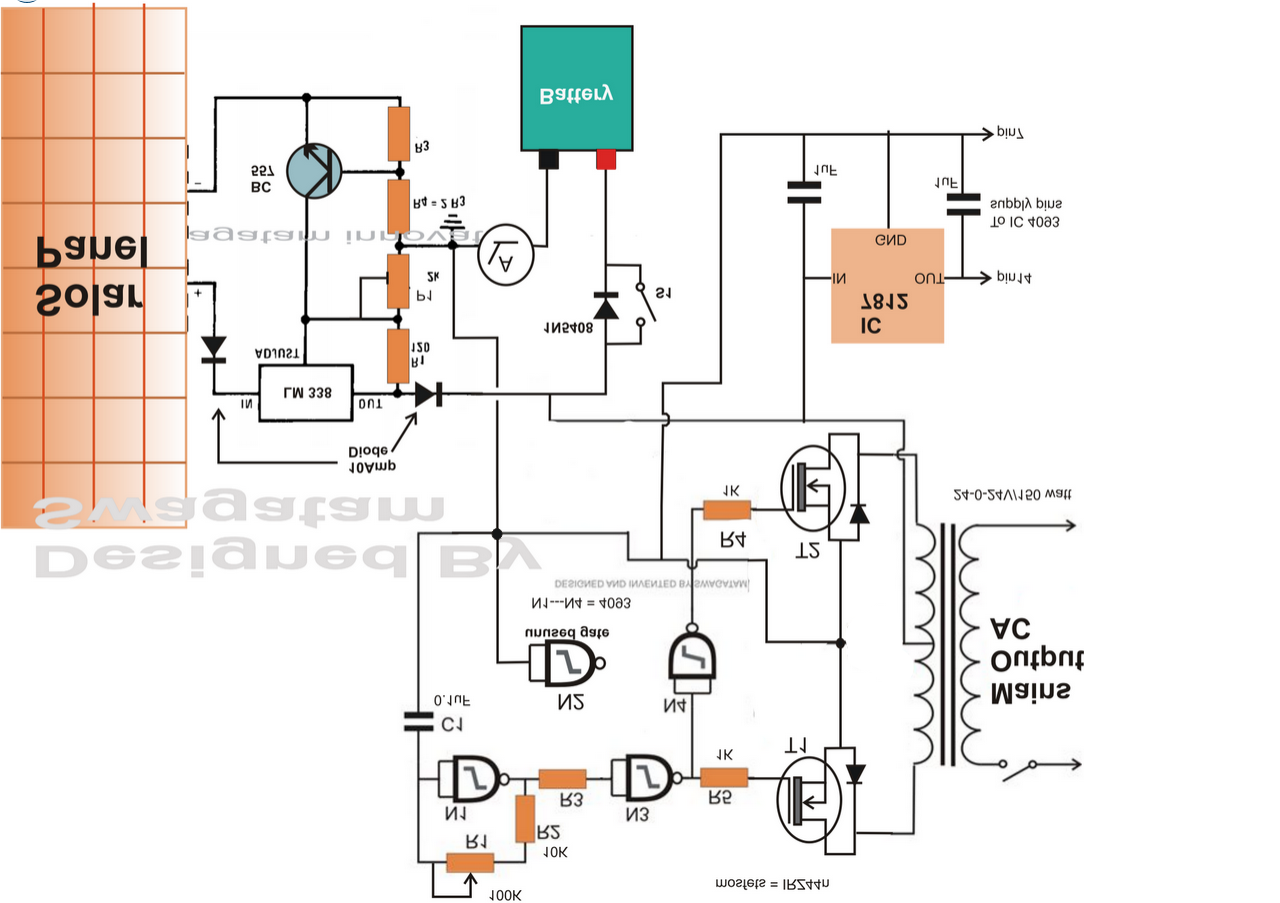 Battery
pin7
R3
BC
557
1uF
1uF
To IC 4093
supply pins
R4 = 2 R3
agatam innovat
Solar
Panel
−
+
A
GND
IN
OUT
IC
7812
pin14
2k
P1
S1
1N5408
R1
120
ADJUST
LM 338
IN
OUT
10Amp
Diode
24-0-24V/150 watt
1K
R4
T2
Designed By
Swagatam
DESIGNED AND INVENTED BY SWAGATAM
N1---N4 = 4093
unused gate
N2
N4
Mains
Output
AC
0.1uF
C1
T1
1K
R5
N1
R3
N3
R2
10K
R1
100K
mosfets = IRZ44n